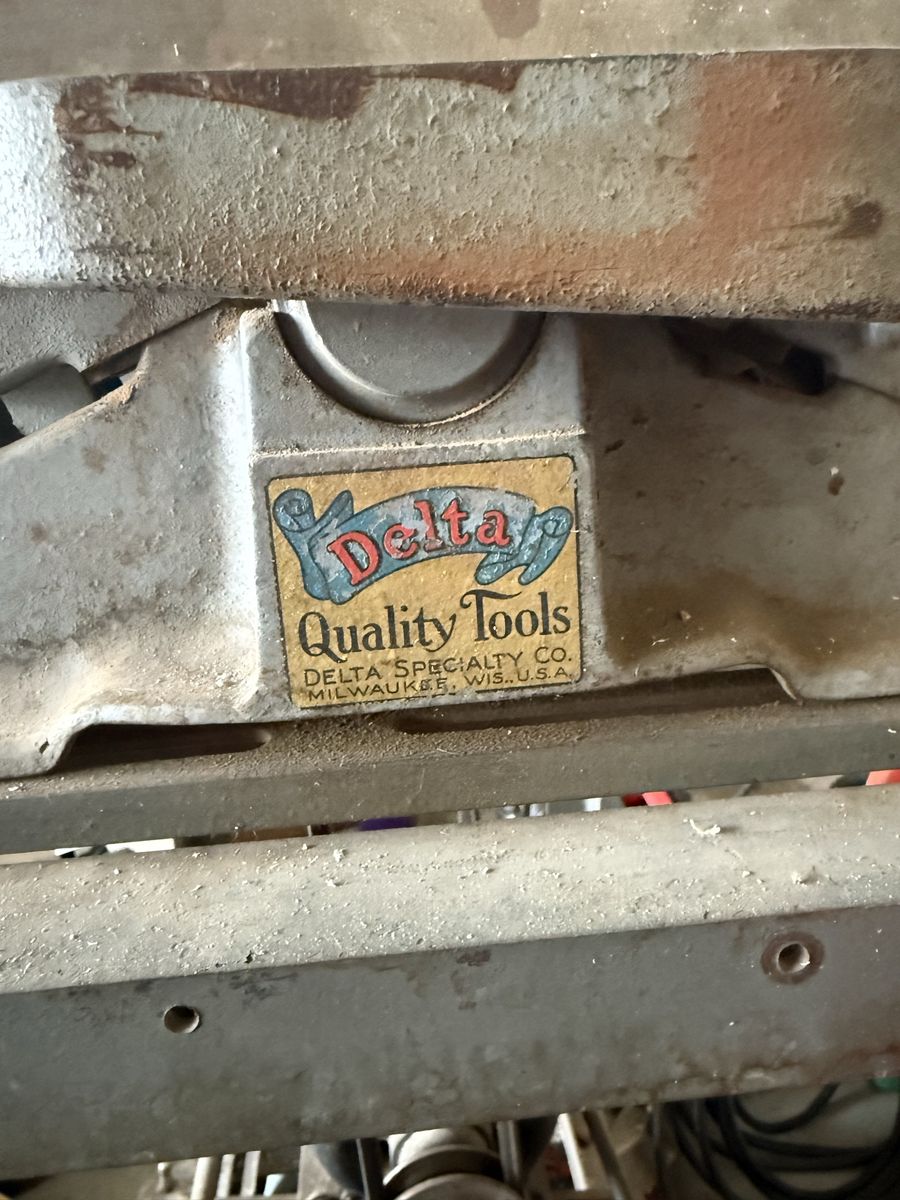 Delta
Quality Tools
DELTA SPECIALTY CO.
MILWAUKEE, WIS., U.S.A.